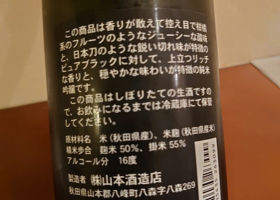 この商品は香りが敢えて控え目で柑橘
系のフルーツのようなジューシーな酸味
と、日本刀のような鋭い切れ味が特徴の
ピュアブラックに対して、上立つリッチ
な香りと、穏やかな味わいが特徴の純米
吟醸です。
この商品は生しぼりたての生酒ですの
で、お飲みになるまでは冷蔵庫にて保管
してください。
原材料 米（秋田県産）、米麹（秋田県産米）
精米歩合 麹米 50％、掛米 55％
アルコール分 16度
製造者 ㈱山本酒造店
秋田県山本郡八峰町八森字八森269